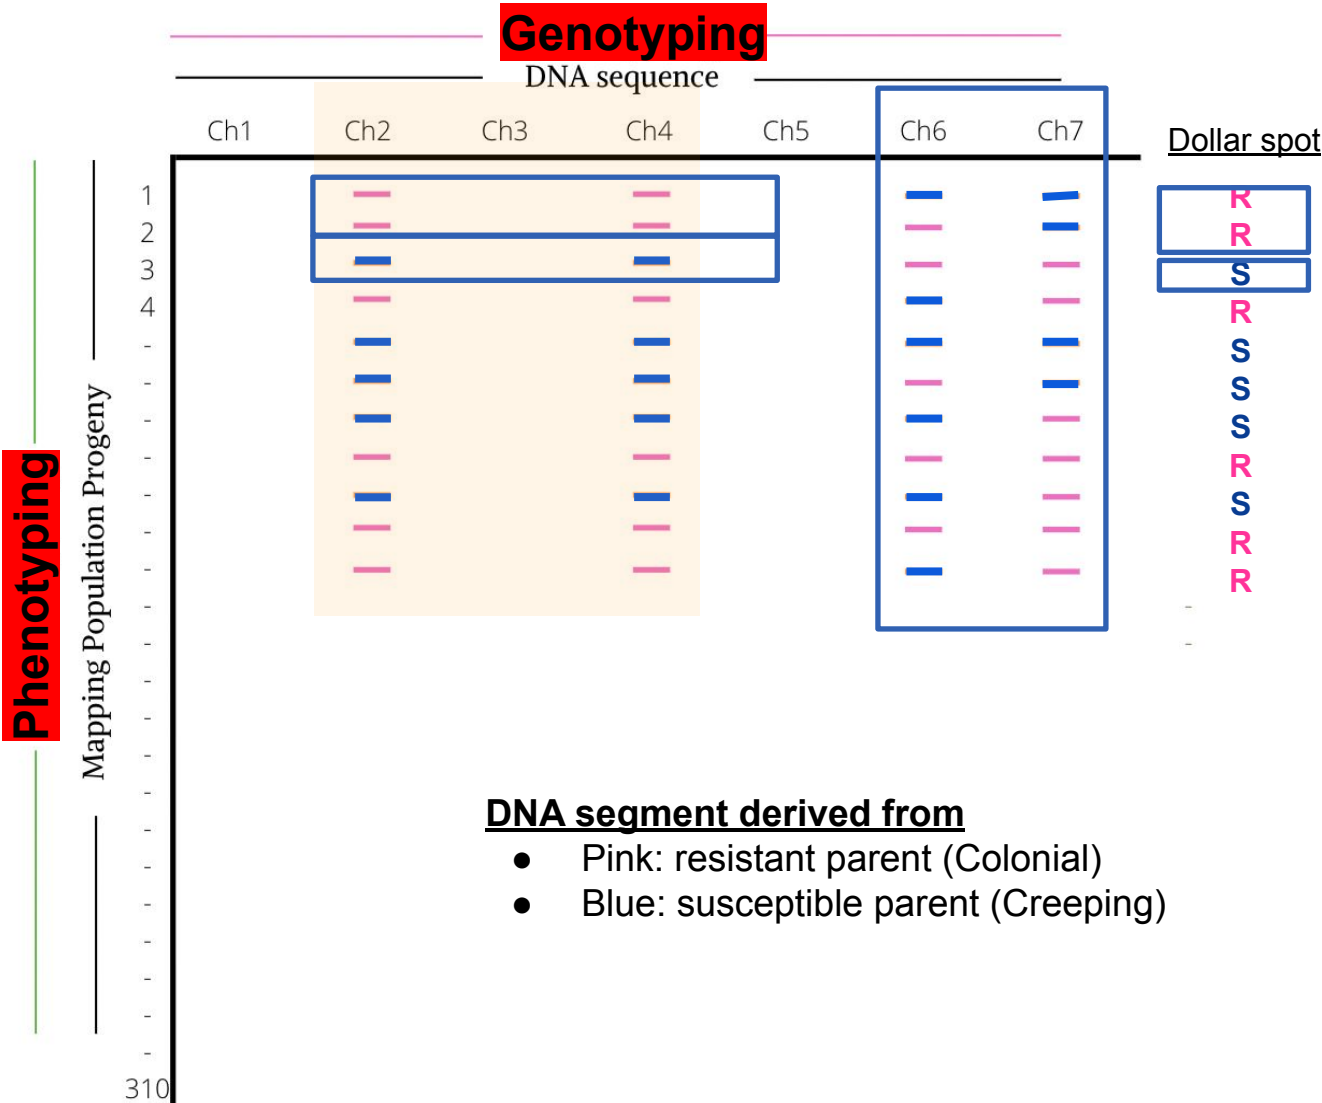 Genotyping
DNA sequence
Ch1 Ch2 Ch3 Ch4 Ch5 Ch6 Ch7
Dollar spot
Phenotyping
Mapping Population Progeny
1 R
2 R
3 S
4 R
- S
- S
- S
- R
- S
- R
- R
- -
- -
-
-
-
-
-
-
-
-
-
-
-
310
DNA segment derived from
● Pink: resistant parent (Colonial)
● Blue: susceptible parent (Creeping)